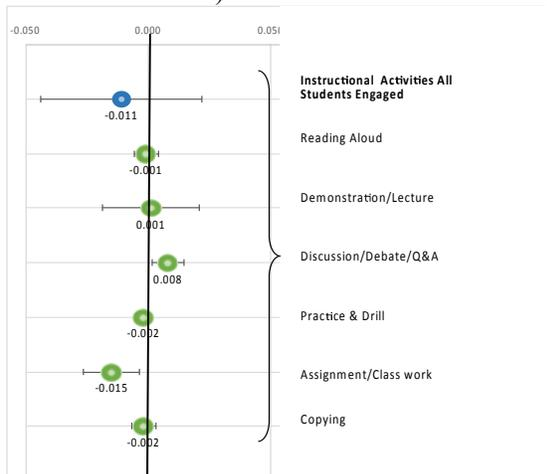 -0.050 0.000 0.050
Instructional Activities All
Students Engaged
-0.011
Reading Aloud
-0.001
Demonstration/Lecture
0.001
Discussion/Debate/Q&A
0.008
Practice & Drill
-0.002
Assignment/Class work
-0.015
Copying
-0.002